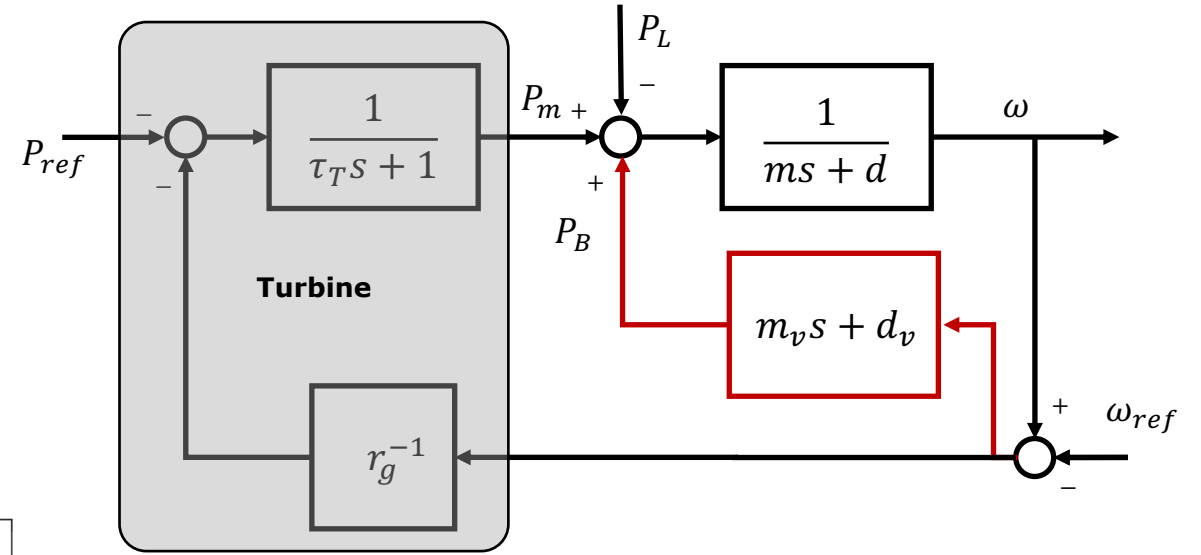 P_L
−
P_ref
−
−
1
τ_T s + 1
P_m +
+
1
ms + d
ω
P_B
Turbine
m_v s + d_v
+
ω_ref
−
r_g^{-1}